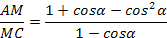 AM/MC = (1 + cosα − cos²α)/(1 − cosα)